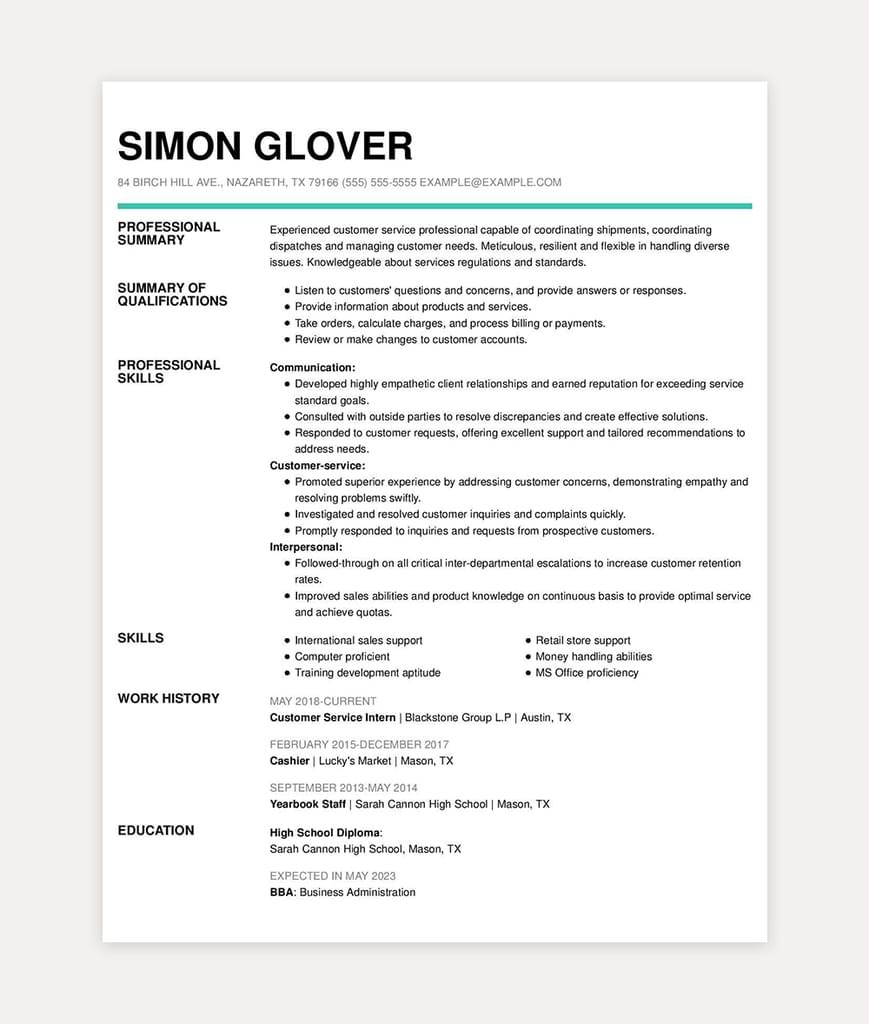 SIMON GLOVER
84 BIRCH HILL AVE., NAZARETH, TX 79166 (555) 555-5555 EXAMPLE@EXAMPLE.COM
PROFESSIONAL
SUMMARY
Experienced customer service professional capable of coordinating shipments, coordinating
dispatches and managing customer needs. Meticulous, resilient and flexible in handling diverse
issues. Knowledgeable about services regulations and standards.
SUMMARY OF
QUALIFICATIONS
● Listen to customers' questions and concerns, and provide answers or responses.
● Provide information about products and services.
● Take orders, calculate charges, and process billing or payments.
● Review or make changes to customer accounts.
PROFESSIONAL
SKILLS
Communication:
● Developed highly empathetic client relationships and earned reputation for exceeding service
standard goals.
● Consulted with outside parties to resolve discrepancies and create effective solutions.
● Responded to customer requests, offering excellent support and tailored recommendations to
address needs.
Customer-service:
● Promoted superior experience by addressing customer concerns, demonstrating empathy and
resolving problems swiftly.
● Investigated and resolved customer inquiries and complaints quickly.
● Promptly responded to inquiries and requests from prospective customers.
Interpersonal:
● Followed-through on all critical inter-departmental escalations to increase customer retention
rates.
● Improved sales abilities and product knowledge on continuous basis to provide optimal service
and achieve quotas.
SKILLS
● International sales support
● Computer proficient
● Training development aptitude
● Retail store support
● Money handling abilities
● MS Office proficiency
WORK HISTORY
MAY 2018-CURRENT
Customer Service Intern | Blackstone Group L.P | Austin, TX
FEBRUARY 2015-DECEMBER 2017
Cashier | Lucky's Market | Mason, TX
SEPTEMBER 2013-MAY 2014
Yearbook Staff | Sarah Cannon High School | Mason, TX
EDUCATION
High School Diploma:
Sarah Cannon High School, Mason, TX
EXPECTED IN MAY 2023
BBA: Business Administration